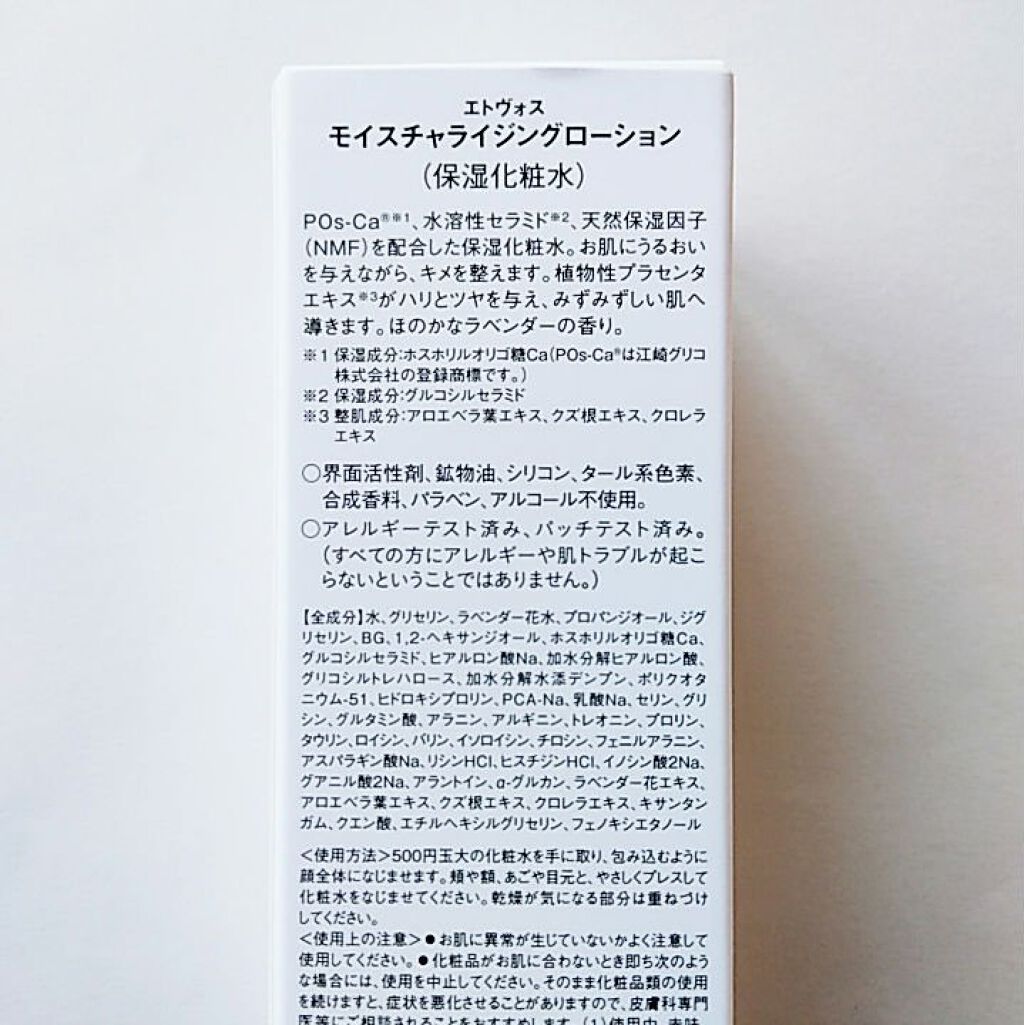 エトヴォス
モイスチャライジングローション
（保湿化粧水）
POs-Ca®※1、水溶性セラミド※2、天然保湿因子
（NMF）を配合した保湿化粧水。お肌にうるおい
を与えながら、キメを整えます。植物性プラセンタ
エキス※3がハリとツヤを与え、みずみずしい肌へ
導きます。ほのかなラベンダーの香り。
※1 保湿成分:ホスホリルオリゴ糖Ca（POs-Ca®は江崎グリコ
株式会社の登録商標です。）
※2 保湿成分:グルコシルセラミド
※3 整肌成分:アロエベラ葉エキス、クズ根エキス、クロレラ
エキス
○界面活性剤、鉱物油、シリコン、タール系色素、
合成香料、パラベン、アルコール不使用。
○アレルギーテスト済み、パッチテスト済み。
（すべての方にアレルギーや肌トラブルが起こ
らないということではありません。）
【全成分】水、グリセリン、ラベンダー花水、プロパンジオール、ジグ
リセリン、BG、1,2-ヘキサンジオール、ホスホリルオリゴ糖Ca、
グルコシルセラミド、ヒアルロン酸Na、加水分解ヒアルロン酸、
グリコシルトレハロース、加水分解水添デンプン、ポリクオタ
ニウム-51、ヒドロキシプロリン、PCA-Na、乳酸Na、セリン、グリ
シン、グルタミン酸、アラニン、アルギニン、トレオニン、プロリン、
タウリン、ロイシン、バリン、イソロイシン、チロシン、フェニルアラニン、
アスパラギン酸Na、リシンHCl、ヒスチジンHCl、イノシン酸2Na、
グアニル酸2Na、アラントイン、α-グルカン、ラベンダー花エキス、
アロエベラ葉エキス、クズ根エキス、クロレラエキス、キサンタン
ガム、クエン酸、エチルヘキシルグリセリン、フェノキシエタノール
＜使用方法＞500円玉大の化粧水を手に取り、包み込むように
顔全体になじませます。頬や額、あごや目元と、やさしくプレスして
化粧水をなじませてください。乾燥が気になる部分は重ねづけ
してください。
＜使用上の注意＞●お肌に異常が生じていないかよく注意して
使用してください。●化粧品がお肌に合わないとき即ち次のよう
な場合には、使用を中止してください。そのまま化粧品類の使用
を続けますと、症状を悪化させることがありますので、皮膚科専門
医等にご相談されることをおすすめします。（1）使用中、赤味、